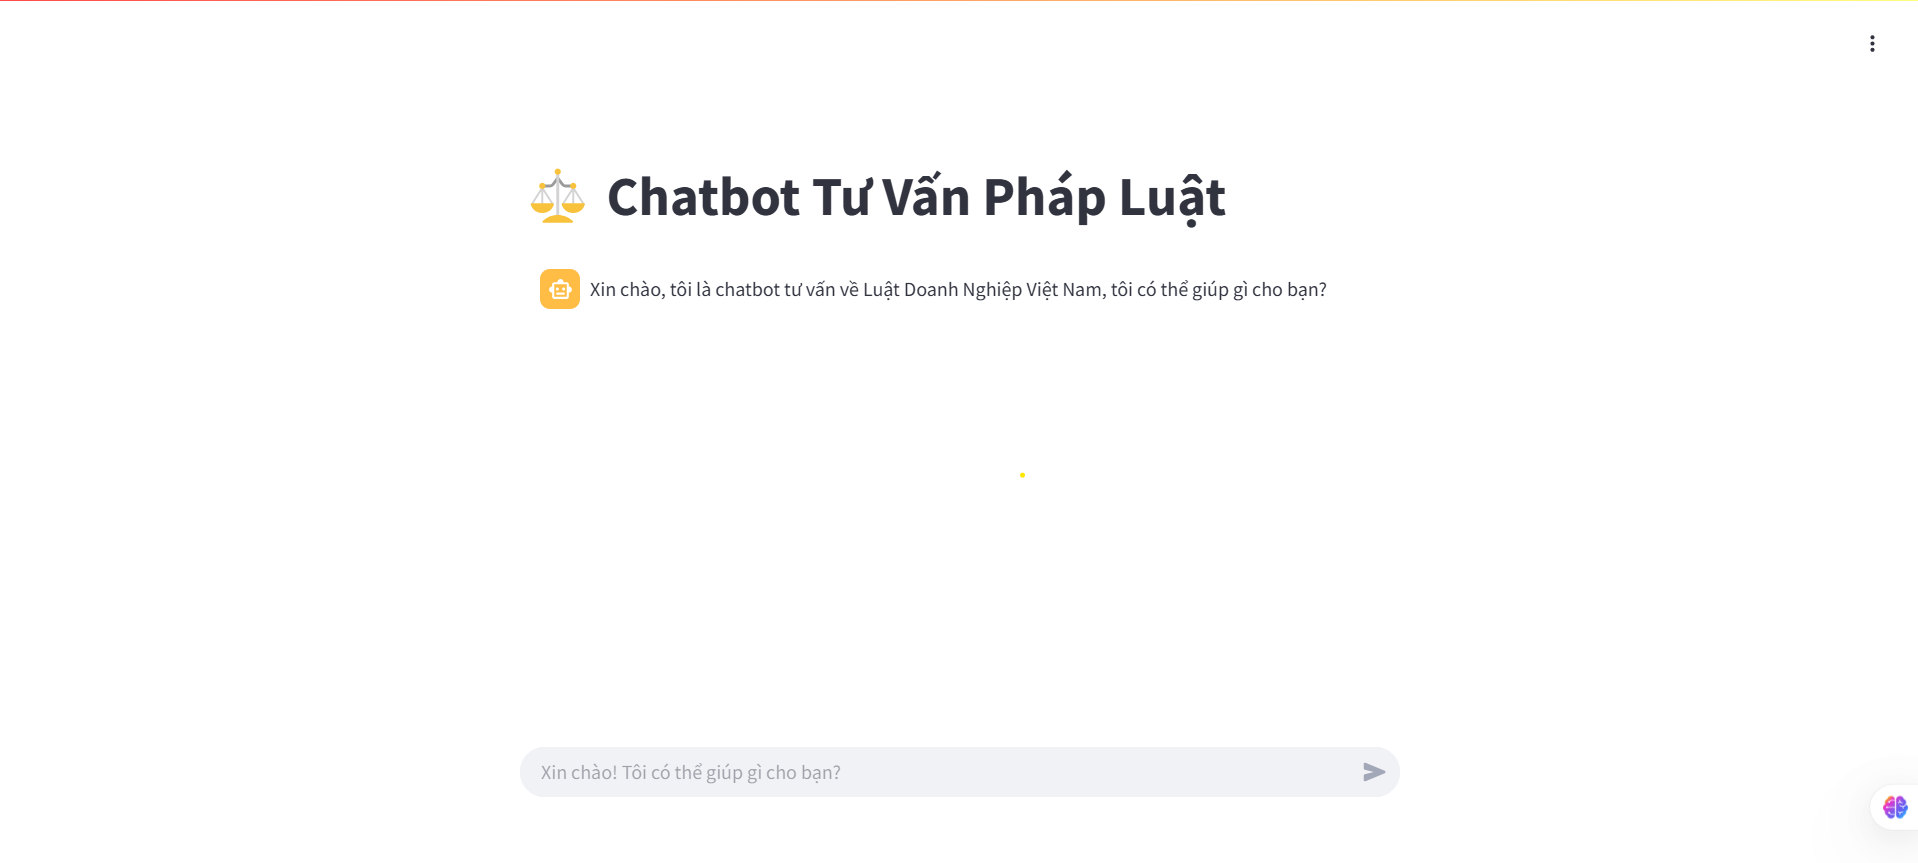 Chatbot Tư Vấn Pháp Luật
Xin chào, tôi là chatbot tư vấn về Luật Doanh Nghiệp Việt Nam, tôi có thể giúp gì cho bạn?
Xin chào! Tôi có thể giúp gì cho bạn?